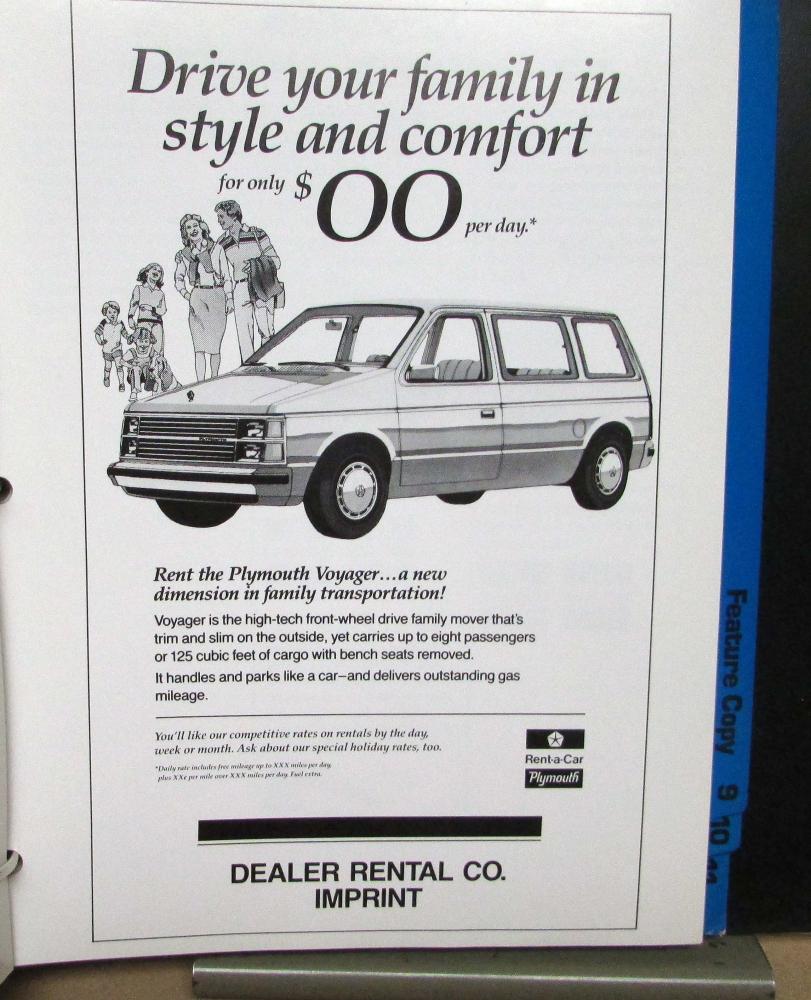 Drive your family in
style and comfort
for only $00 per day.*
PLYMOUTH
Rent the Plymouth Voyager...a new
dimension in family transportation!
Voyager is the high-tech front-wheel drive family mover that's
trim and slim on the outside, yet carries up to eight passengers
or 125 cubic feet of cargo with bench seats removed.
It handles and parks like a car—and delivers outstanding gas
mileage.
You'll like our competitive rates on rentals by the day,
week or month. Ask about our special holiday rates, too.
*Daily rate includes free mileage up to XXX miles per day,
plus XX¢ per mile over XXX miles per day. Fuel extra.
Rent-a-Car
Plymouth
DEALER RENTAL CO.
IMPRINT
Feature Copy
9
10
11